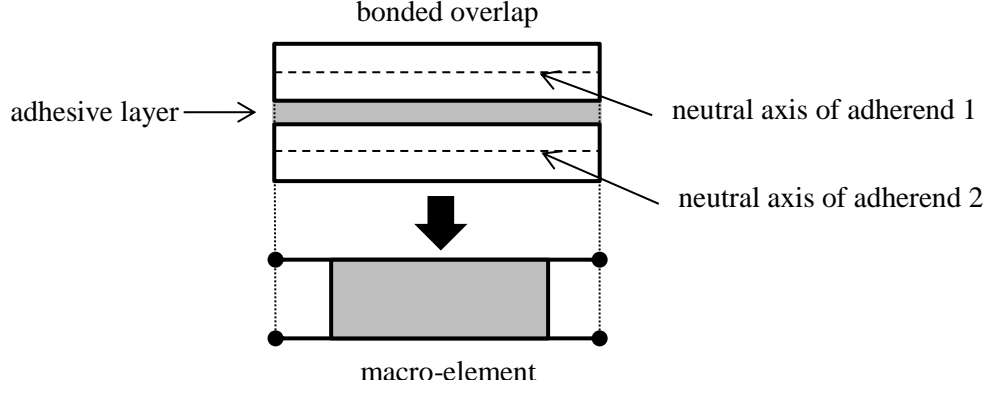 bonded overlap
adhesive layer
neutral axis of adherend 1
neutral axis of adherend 2
macro-element